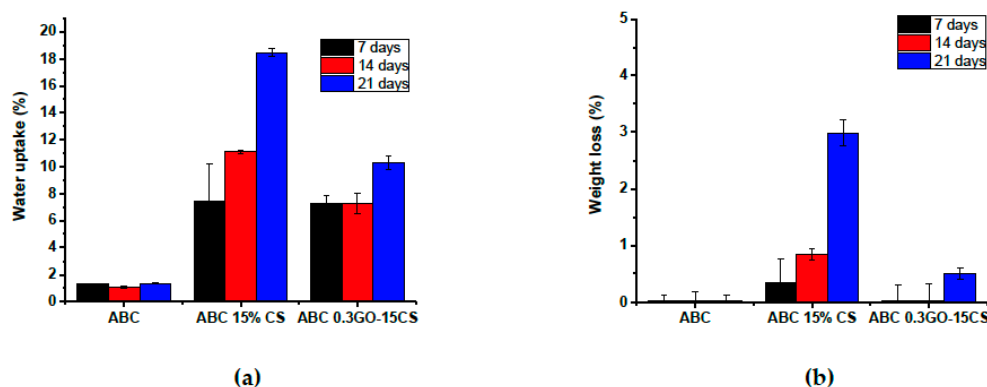 20
18
16
14
12
10
8
6
4
2
0
Water uptake (%)
7 days
14 days
21 days
ABC
ABC 15% CS
ABC 0.3GO-15CS
(a)
5
4
3
2
1
0
Weight loss (%)
7 days
14 days
21 days
ABC
ABC 15% CS
ABC 0.3GO-15CS
(b)